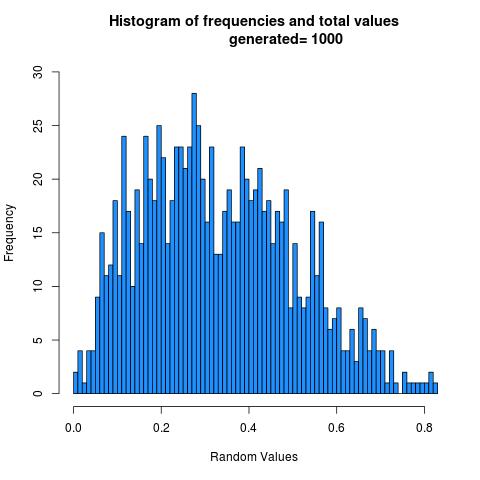 Histogram of frequencies and total values
generated= 1000
30
25
20
15
10
5
0
Frequency
0.0 0.2 0.4 0.6 0.8
Random Values